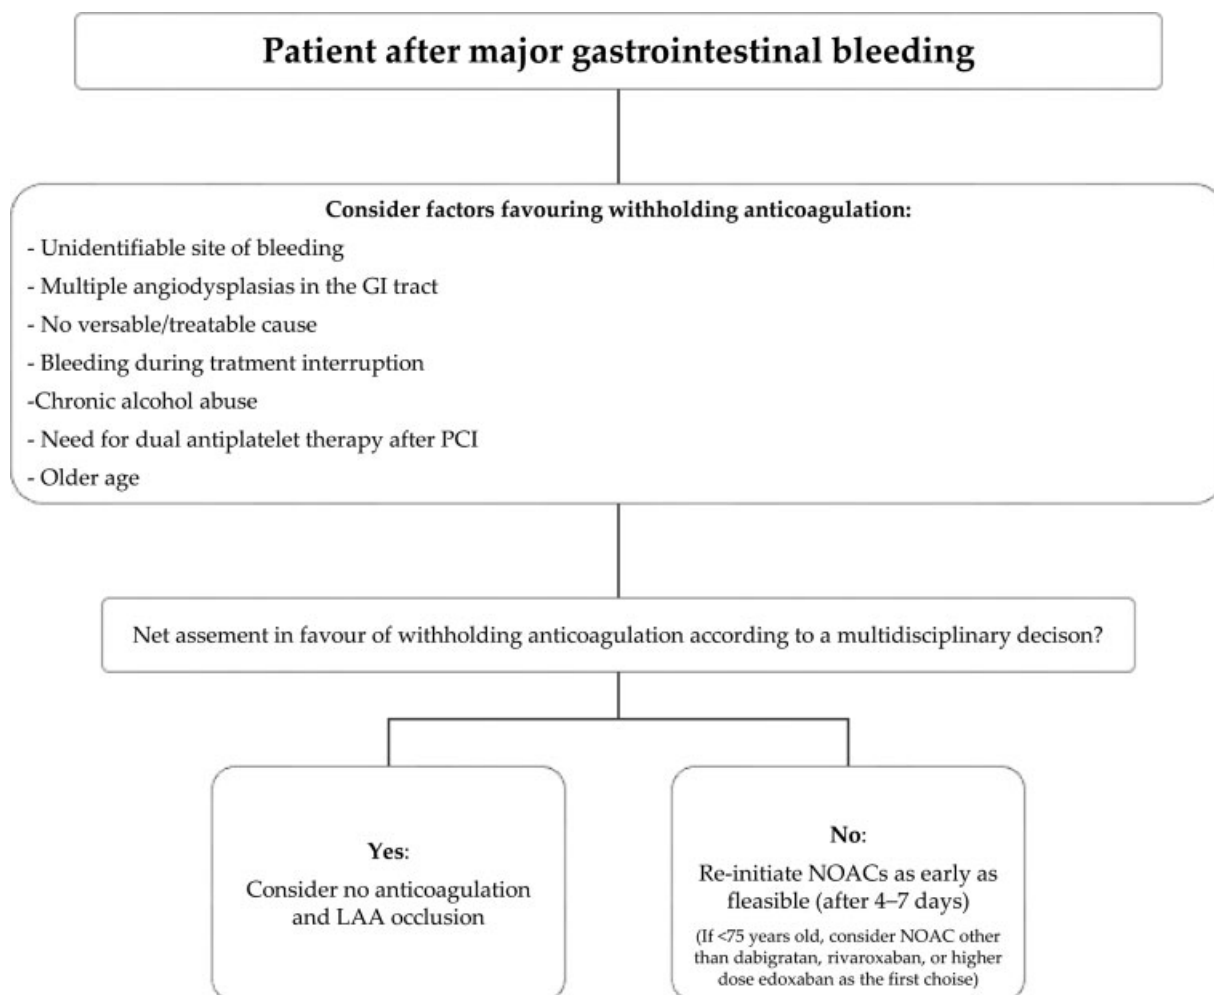 Patient after major gastrointestinal bleeding
Consider factors favouring withholding anticoagulation:
- Unidentifiable site of bleeding
- Multiple angiodysplasias in the GI tract
- No versable/treatable cause
- Bleeding during tratment interruption
-Chronic alcohol abuse
- Need for dual antiplatelet therapy after PCI
- Older age
Net assement in favour of withholding anticoagulation according to a multidisciplinary decison?
Yes:
Consider no anticoagulation
and LAA occlusion
No:
Re-initiate NOACs as early as
fleasible (after 4–7 days)
(If <75 years old, consider NOAC other
than dabigratan, rivaroxaban, or higher
dose edoxaban as the first choise)